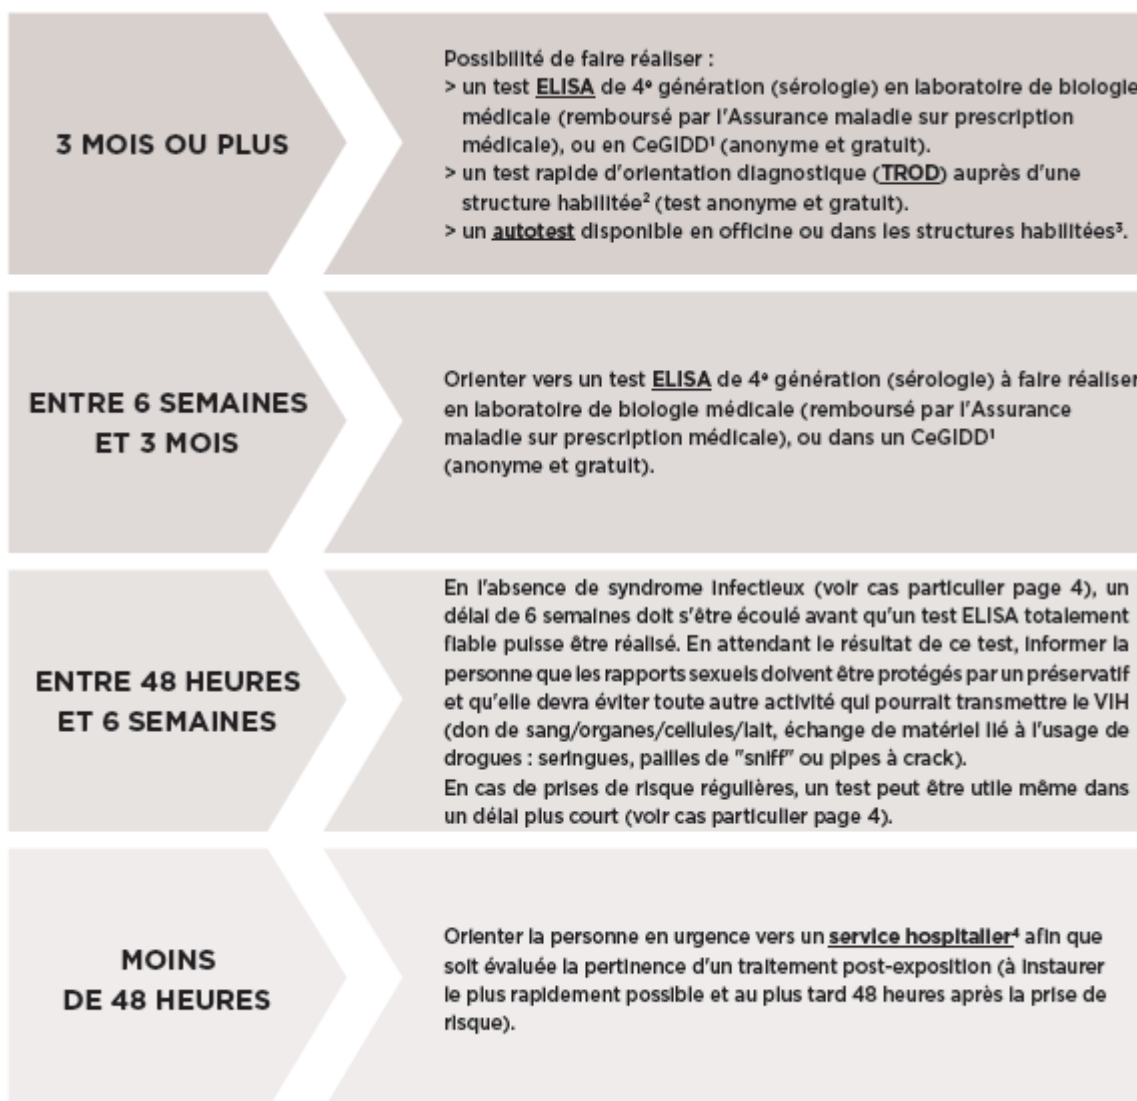 3 MOIS OU PLUS
Possibilité de faire réaliser :
> un test ELISA de 4e génération (sérologie) en laboratoire de biologie
médicale (remboursé par l'Assurance maladie sur prescription
médicale), ou en CeGIDD¹ (anonyme et gratuit).
> un test rapide d'orientation diagnostique (TROD) auprès d'une
structure habilitée² (test anonyme et gratuit).
> un autotest disponible en officine ou dans les structures habilitées³.
ENTRE 6 SEMAINES
ET 3 MOIS
Orienter vers un test ELISA de 4e génération (sérologie) à faire réaliser
en laboratoire de biologie médicale (remboursé par l'Assurance
maladie sur prescription médicale), ou dans un CeGIDD¹
(anonyme et gratuit).
ENTRE 48 HEURES
ET 6 SEMAINES
En l'absence de syndrome infectieux (voir cas particulier page 4), un
délai de 6 semaines doit s'être écoulé avant qu'un test ELISA totalement
fiable puisse être réalisé. En attendant le résultat de ce test, informer la
personne que les rapports sexuels doivent être protégés par un préservatif
et qu'elle devra éviter toute autre activité qui pourrait transmettre le VIH
(don de sang/organes/cellules/lait, échange de matériel lié à l'usage de
drogues : seringues, pailles de "sniff" ou pipes à crack).
En cas de prises de risque régulières, un test peut être utile même dans
un délai plus court (voir cas particulier page 4).
MOINS
DE 48 HEURES
Orienter la personne en urgence vers un service hospitalier⁴ afin que
soit évaluée la pertinence d'un traitement post-exposition (à instaurer
le plus rapidement possible et au plus tard 48 heures après la prise de
risque).